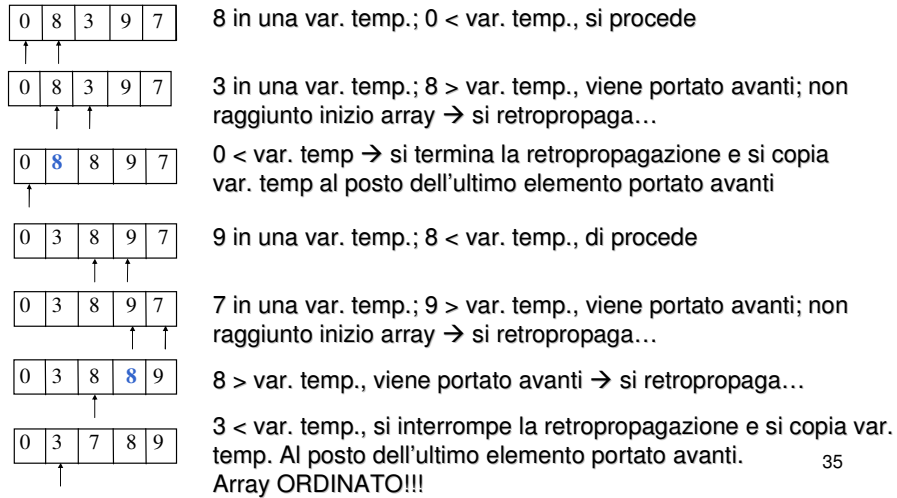 0 8 3 9 7 8 in una var. temp.; 0 < var. temp., si procede
0 8 3 9 7 3 in una var. temp.; 8 > var. temp., viene portato avanti; non
raggiunto inizio array → si retropropaga…
0 8 8 9 7 0 < var. temp → si termina la retropropagazione e si copia
var. temp al posto dell'ultimo elemento portato avanti
0 3 8 9 7 9 in una var. temp.; 8 < var. temp., di procede
0 3 8 9 7 7 in una var. temp.; 9 > var. temp., viene portato avanti; non
raggiunto inizio array → si retropropaga…
0 3 8 8 9 8 > var. temp., viene portato avanti → si retropropaga…
0 3 7 8 9 3 < var. temp., si interrompe la retropropagazione e si copia var.
temp. Al posto dell'ultimo elemento portato avanti.
Array ORDINATO!!!
35